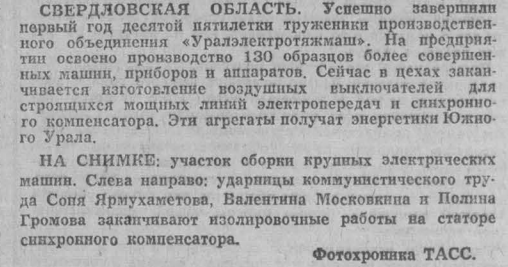 СВЕРДЛОВСКАЯ ОБЛАСТЬ. Успешно завершили
первый год десятой пятилетки труженики производствен-
ного объединения «Уралэлектротяжмаш». На предприя-
тии освоено производство 130 образцов более совершен-
ных машин, приборов и аппаратов. Сейчас в цехах закан-
чивается изготовление воздушных выключателей для
строящихся мощных линий электропередач и синхронно-
го компенсатора. Эти агрегаты получат энергетики Южно-
го Урала.
НА СНИМКЕ: участок сборки крупных электрических
машин. Слева направо: ударницы коммунистического тру-
да Соня Ярмухаметова, Валентина Московкина и Полина
Громова заканчивают изолировочные работы на статоре
синхронного компенсатора.
Фотохроника ТАСС.